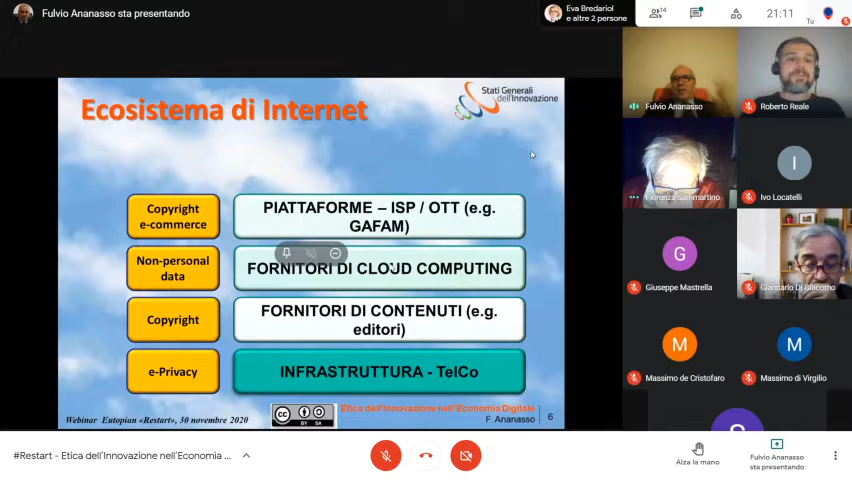 Fulvio Ananasso sta presentando
Eva Bredariol
e altre 2 persone
14
21:11
Tu
Stati Generali
dell'Innovazione
Ecosistema di Internet
Copyright
e-commerce
PIATTAFORME – ISP / OTT (e.g.
GAFAM)
Non-personal
data
FORNITORI DI CLOUD COMPUTING
Copyright
FORNITORI DI CONTENUTI (e.g.
editori)
e-Privacy
INFRASTRUTTURA - TelCo
Webinar Eutopian «Restart», 30 novembre 2020
cc
BY SA
Etica dell'Innovazione nell'Economia Digitale
F. Ananasso
6
Fulvio Ananasso
Roberto Reale
Fiorenza Sammartino
I
Ivo Locatelli
G
Giuseppe Mastrella
Giancarlo Di Giacomo
M
Massimo de Cristofaro
M
Massimo di Virgilio
#Restart - Etica dell'Innovazione nell'Economia ...
Alza la mano
Fulvio Ananasso
sta presentando